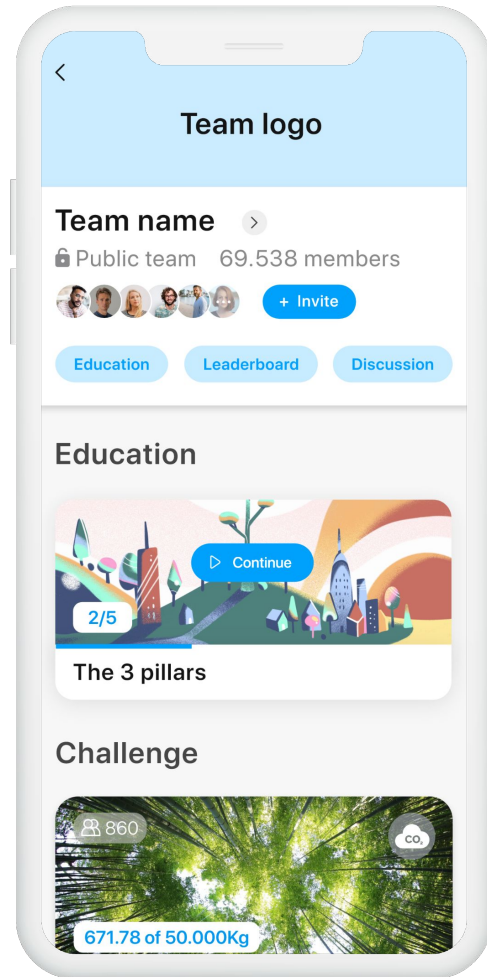 Team logo
Team name
Public team 69.538 members
+ Invite
Education Leaderboard Discussion
Education
Continue
2/5
The 3 pillars
Challenge
860
CO₂
671.78 of 50.000Kg